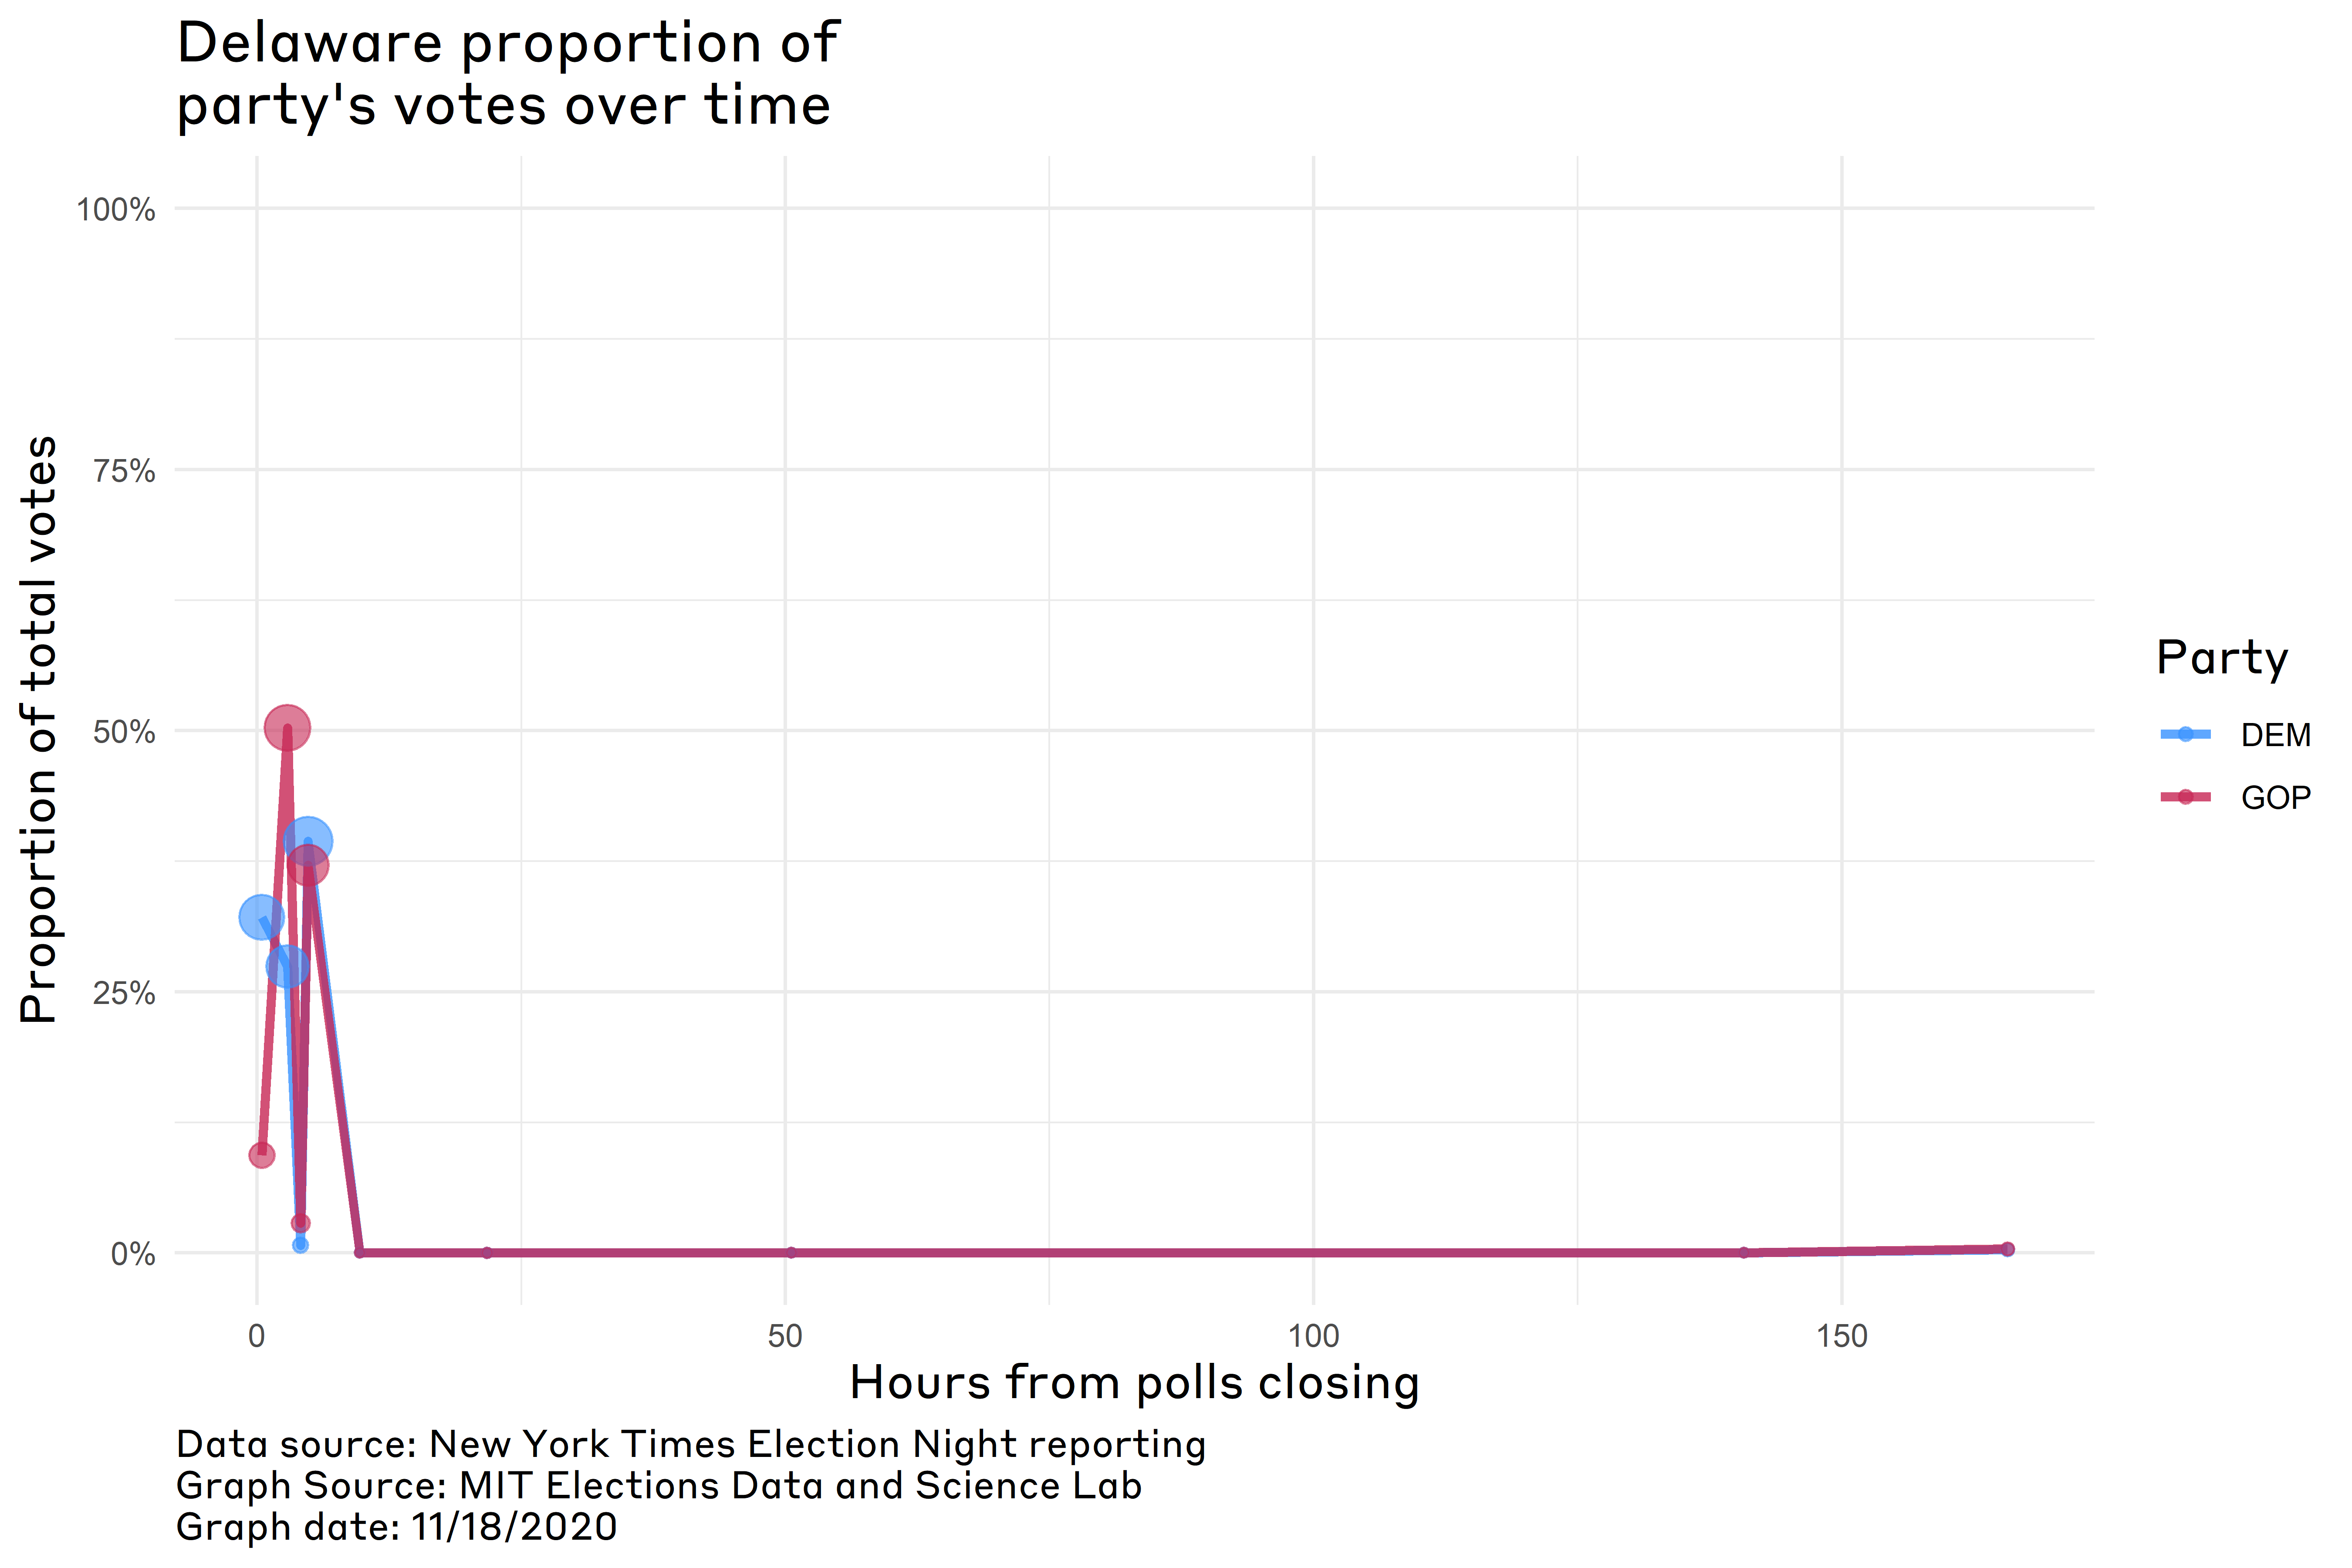 Delaware proportion of
party's votes over time
Proportion of total votes
100%
75%
50%
25%
0%
0
50
100
150
Hours from polls closing
Party
DEM
GOP
Data source: New York Times Election Night reporting
Graph Source: MIT Elections Data and Science Lab
Graph date: 11/18/2020